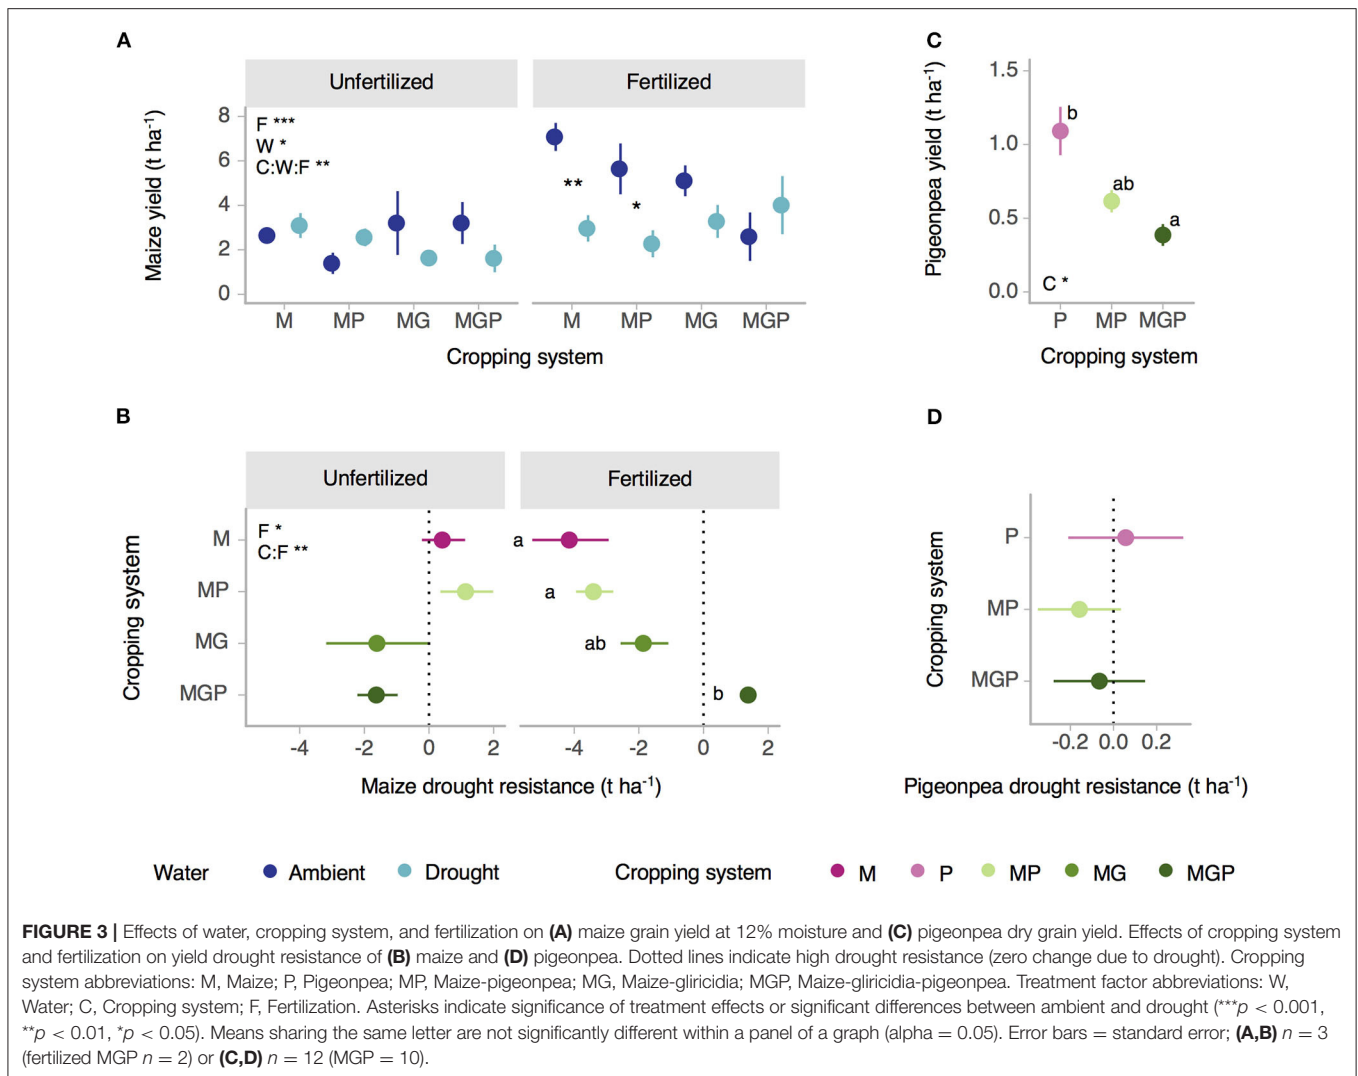 A
Unfertilized
Fertilized
Maize yield (t ha-1)
8
6
4
2
0
F ***
W *
C:W:F **
**
*
M MP MG MGP
M MP MG MGP
Cropping system
C
Pigeonpea yield (t ha-1)
1.5
1.0
0.5
0.0
b
ab
a
C *
P MP MGP
Cropping system
B
Unfertilized
Fertilized
Cropping system
M
MP
MG
MGP
F *
C:F **
a
a
ab
b
-4 -2 0 2
-4 -2 0 2
Maize drought resistance (t ha-1)
D
Cropping system
P
MP
MGP
-0.2 0.0 0.2
Pigeonpea drought resistance (t ha-1)
Water Ambient Drought Cropping system M P MP MG MGP
FIGURE 3 | Effects of water, cropping system, and fertilization on (A) maize grain yield at 12% moisture and (C) pigeonpea dry grain yield. Effects of cropping system
and fertilization on yield drought resistance of (B) maize and (D) pigeonpea. Dotted lines indicate high drought resistance (zero change due to drought). Cropping
system abbreviations: M, Maize; P, Pigeonpea; MP, Maize-pigeonpea; MG, Maize-gliricidia; MGP, Maize-gliricidia-pigeonpea. Treatment factor abbreviations: W,
Water; C, Cropping system; F, Fertilization. Asterisks indicate significance of treatment effects or significant differences between ambient and drought (***p < 0.001,
**p < 0.01, *p < 0.05). Means sharing the same letter are not significantly different within a panel of a graph (alpha = 0.05). Error bars = standard error; (A,B) n = 3
(fertilized MGP n = 2) or (C,D) n = 12 (MGP = 10).